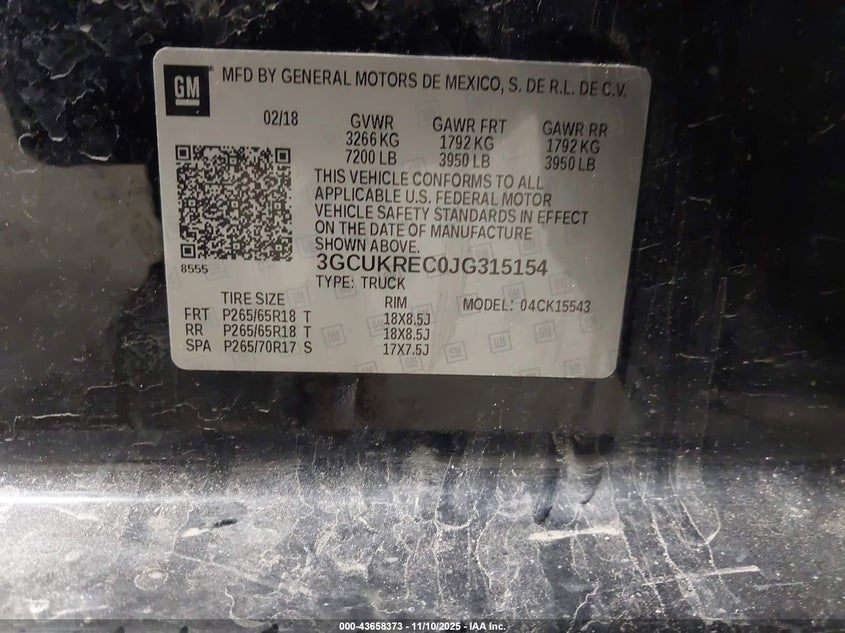 GM
MFD BY GENERAL MOTORS DE MEXICO, S. DE R.L. DE C.V.
02/18 GVWR GAWR FRT GAWR RR
3266 KG 1792 KG 1792 KG
7200 LB 3950 LB 3950 LB
THIS VEHICLE CONFORMS TO ALL
APPLICABLE U.S. FEDERAL MOTOR
VEHICLE SAFETY STANDARDS IN EFFECT
ON THE DATE OF MANUFACTURE
SHOWN ABOVE.
8555
3GCUKREC0JG315154
TYPE: TRUCK
TIRE SIZE RIM MODEL: 04CK15543
FRT P265/65R18 T 18X8.5J
RR P265/65R18 T 18X8.5J
SPA P265/70R17 S 17X7.5J
000-43658373 — 11/10/2025 — IAA Inc.